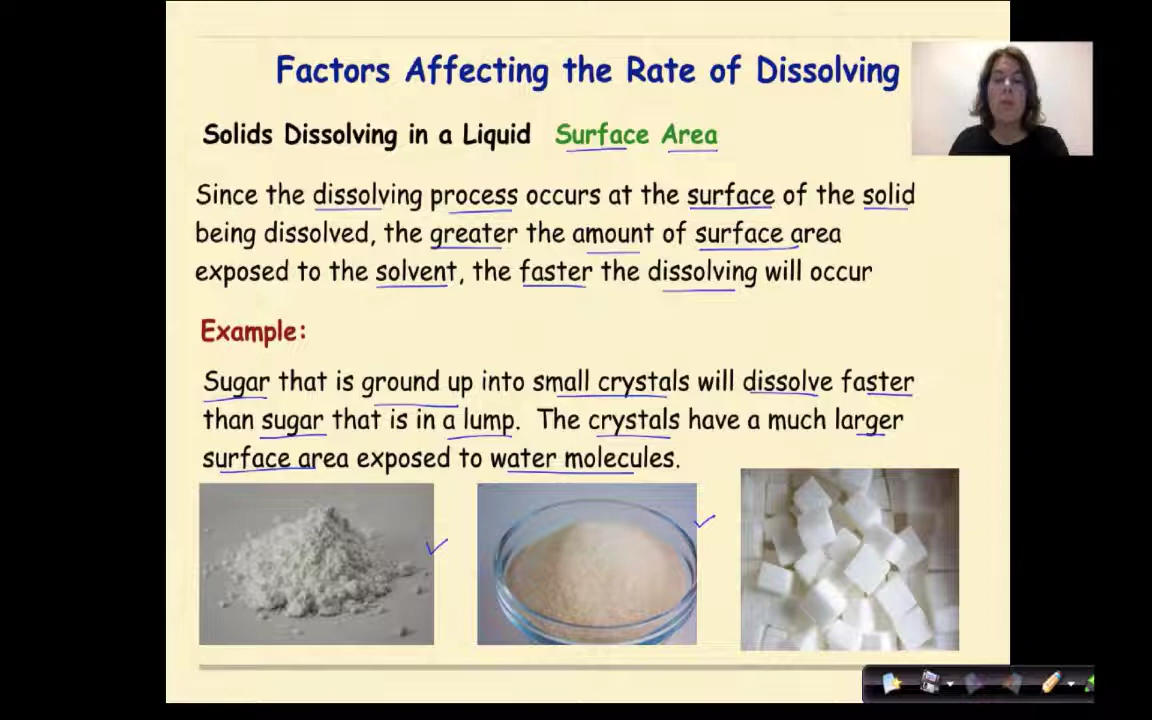 Factors Affecting the Rate of Dissolving
Solids Dissolving in a Liquid Surface Area
Since the dissolving process occurs at the surface of the solid
being dissolved, the greater the amount of surface area
exposed to the solvent, the faster the dissolving will occur
Example:
Sugar that is ground up into small crystals will dissolve faster
than sugar that is in a lump. The crystals have a much larger
surface area exposed to water molecules.